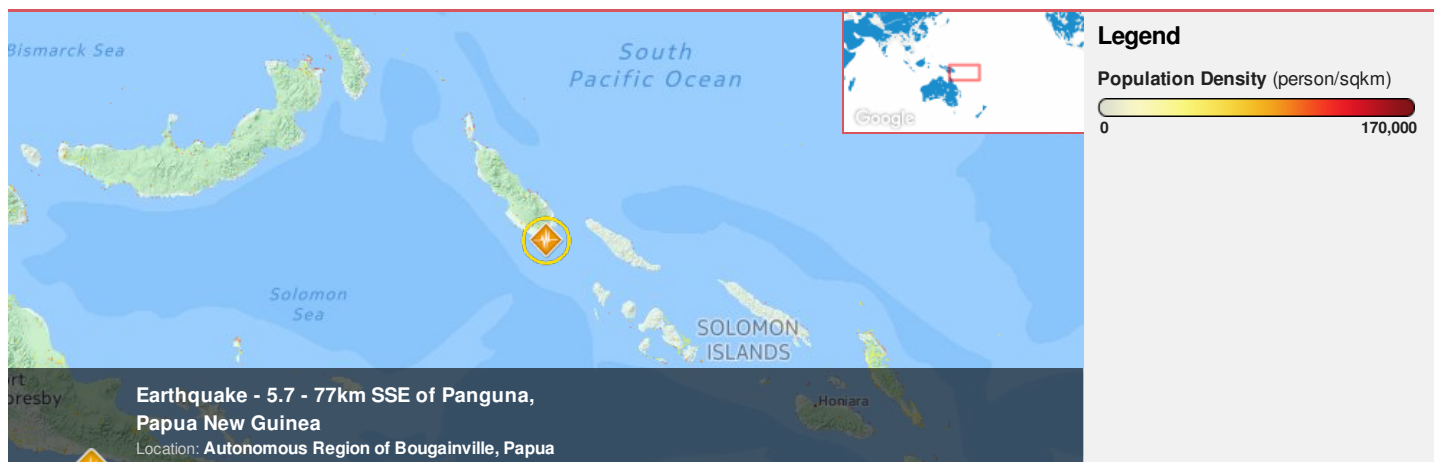 Bismarck Sea
South
Pacific Ocean
Google
Legend
Population Density (person/sqkm)
0
170,000
Solomon
Sea
SOLOMON
ISLANDS
Honiara
Earthquake - 5.7 - 77km SSE of Panguna,
Papua New Guinea
Location: Autonomous Region of Bougainville, Papua